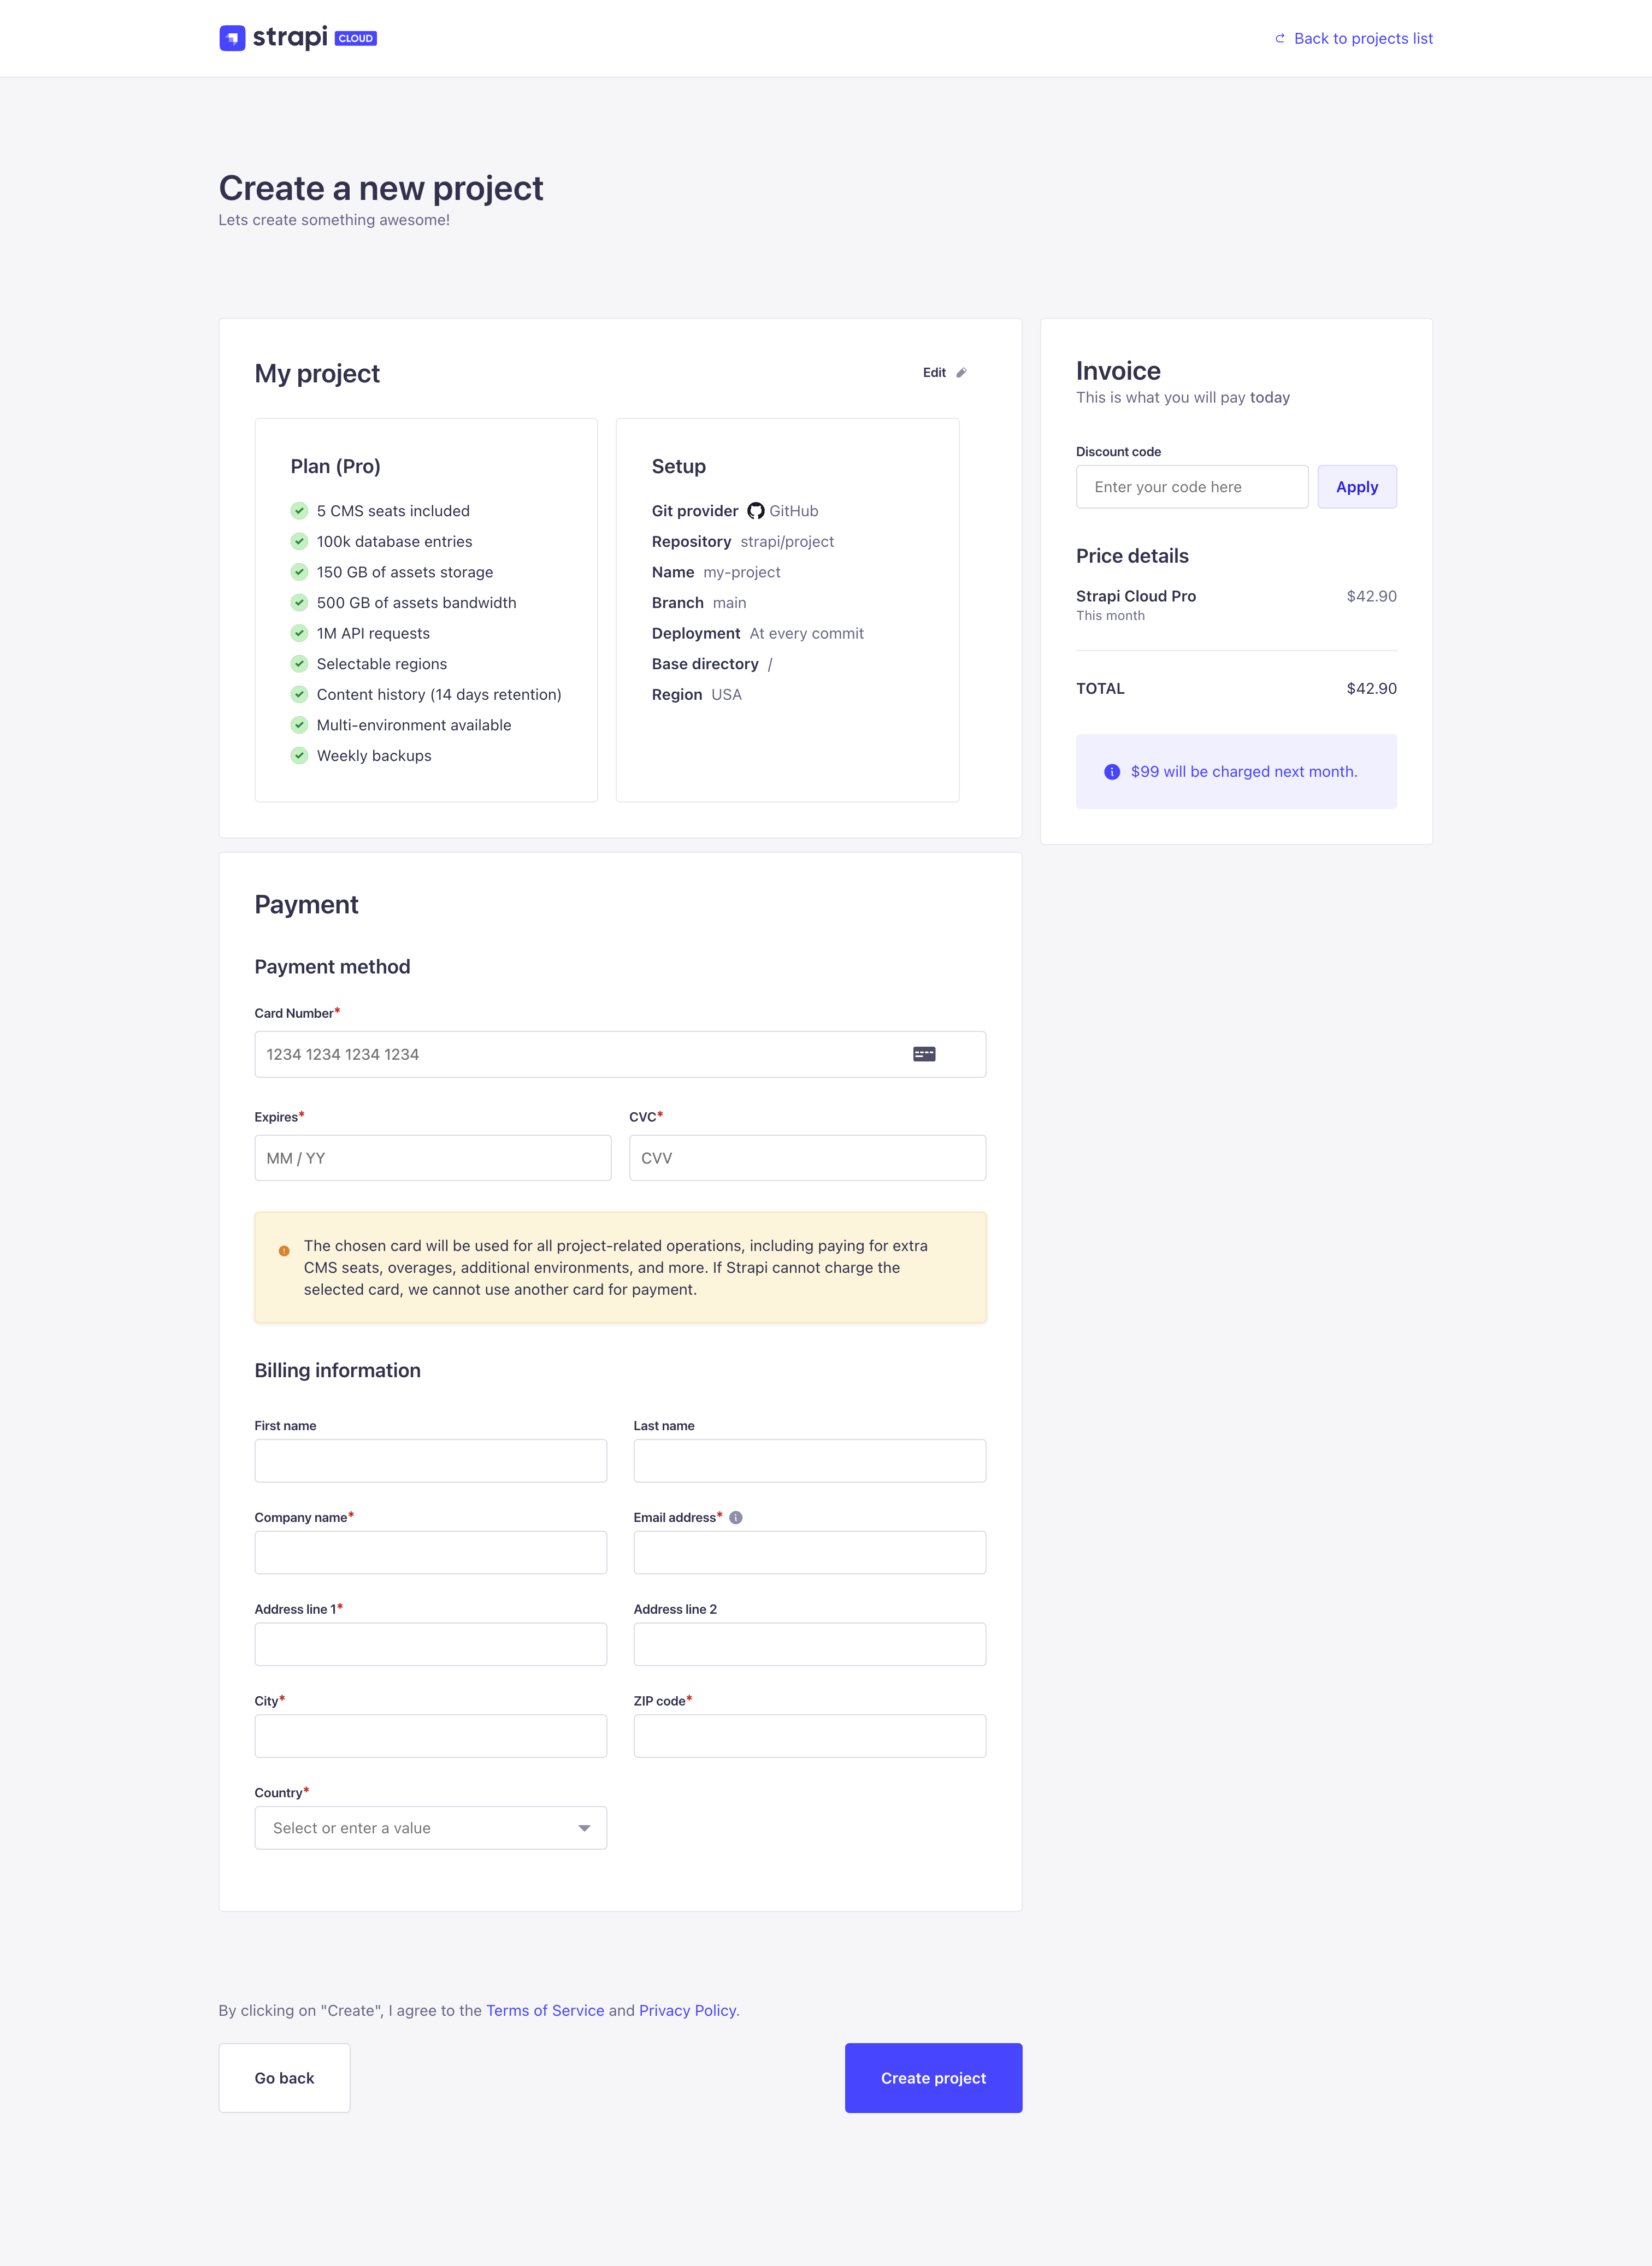 strapi CLOUD
Back to projects list
Create a new project
Lets create something awesome!
My project
Edit
Plan (Pro)
5 CMS seats included
100k database entries
150 GB of assets storage
500 GB of assets bandwidth
1M API requests
Selectable regions
Content history (14 days retention)
Multi-environment available
Weekly backups
Setup
Git provider GitHub
Repository strapi/project
Name my-project
Branch main
Deployment At every commit
Base directory /
Region USA
Invoice
This is what you will pay today
Discount code
Enter your code here
Apply
Price details
Strapi Cloud Pro $42.90
This month
TOTAL $42.90
$99 will be charged next month.
Payment
Payment method
Card Number*
1234 1234 1234 1234
Expires* CVC*
MM / YY CVV
The chosen card will be used for all project-related operations, including paying for extra
CMS seats, overages, additional environments, and more. If Strapi cannot charge the
selected card, we cannot use another card for payment.
Billing information
First name Last name
Company name* Email address*
Address line 1* Address line 2
City* ZIP code*
Country*
Select or enter a value
By clicking on "Create", I agree to the Terms of Service and Privacy Policy.
Go back Create project